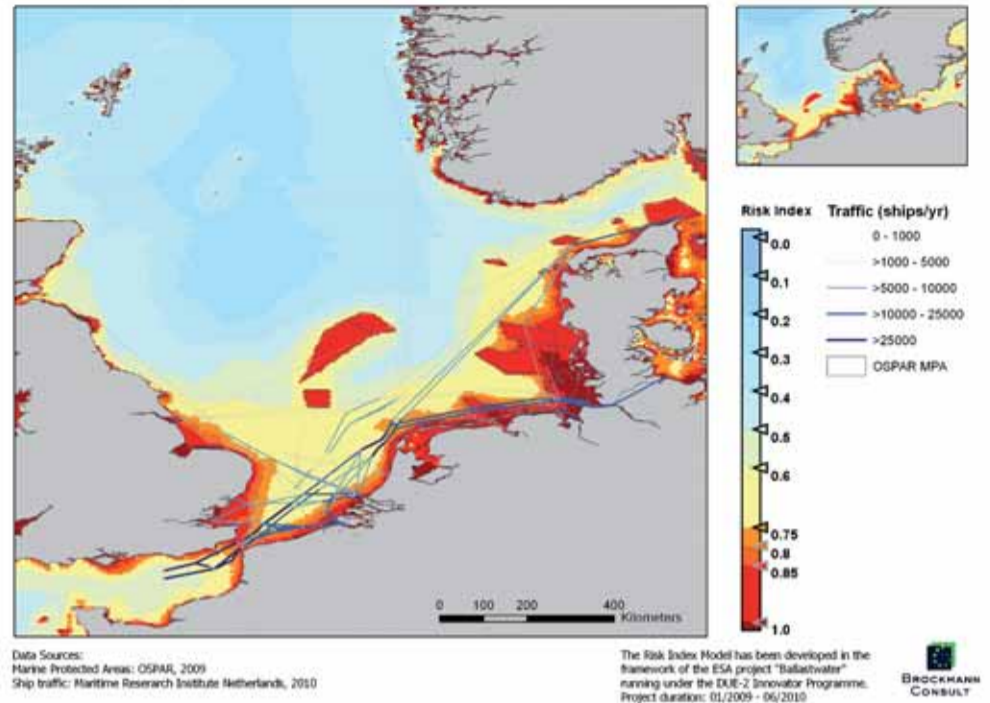 Risk Index
0.0
0.1
0.2
0.3
0.4
0.5
0.6
0.75
0.8
0.85
1.0
Traffic (ships/yr)
0 - 1000
>1000 - 5000
>5000 - 10000
>10000 - 25000
>25000
OSPAR MPA
0 100 200 400
Kilometers
Data Sources:
Marine Protected Areas: OSPAR, 2009
Ship traffic: Maritime Reserarch Institute Netherlands, 2010
The Risk Index Model has been developed in the
framework of the ESA project "Ballastwater"
running under the DUE-2 Innovator Programme.
Project duration: 01/2009 - 06/2010
BROCKMANN
CONSULT